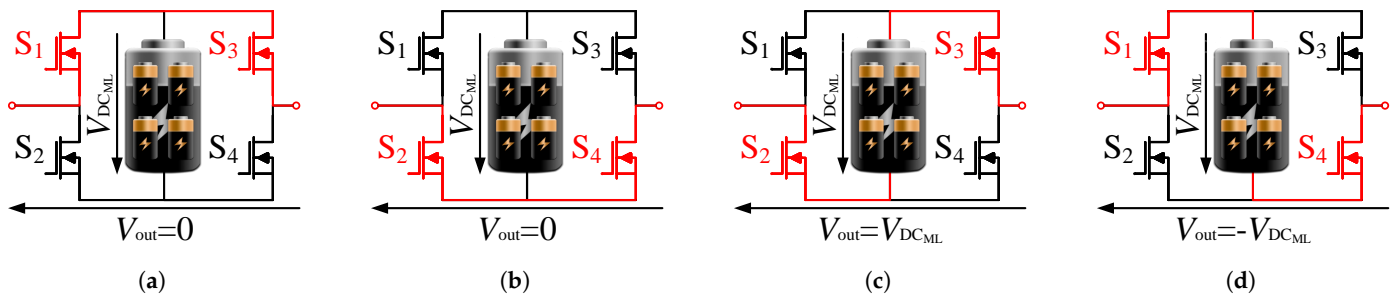 S1 VDCML S3
S2 S4
Vout=0
(a)
S1 VDCML S3
S2 S4
Vout=0
(b)
S1 VDCML S3
S2 S4
Vout=VDCML
(c)
S1 VDCML S3
S2 S4
Vout=-VDCML
(d)